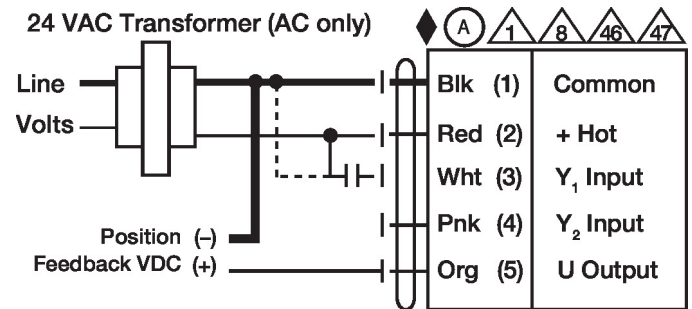 24 VAC Transformer (AC only)
A 1 8 46 47
Line
Volts
Blk (1) Common
Red (2) + Hot
Wht (3) Y₁ Input
Pnk (4) Y₂ Input
Position (–)
Feedback VDC (+)
Org (5) U Output